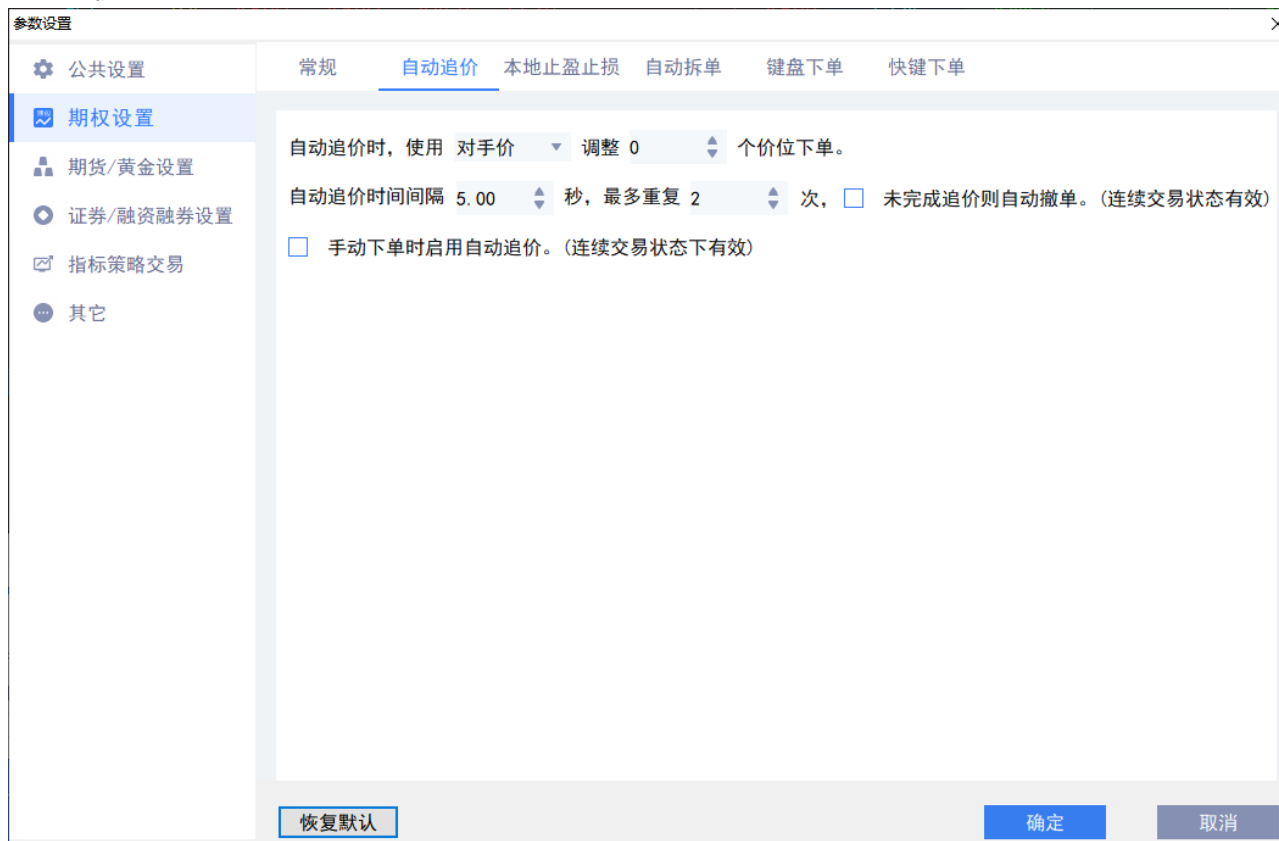 参数设置
公共设置
期权设置
期货/黄金设置
证券/融资融券设置
指标策略交易
其它
常规 自动追价 本地止盈止损 自动拆单 键盘下单 快键下单
自动追价时，使用 对手价 调整 0 个价位下单。
自动追价时间间隔 5.00 秒，最多重复 2 次， 未完成追价则自动撤单。(连续交易状态有效)
手动下单时启用自动追价。(连续交易状态下有效)
恢复默认 确定 取消